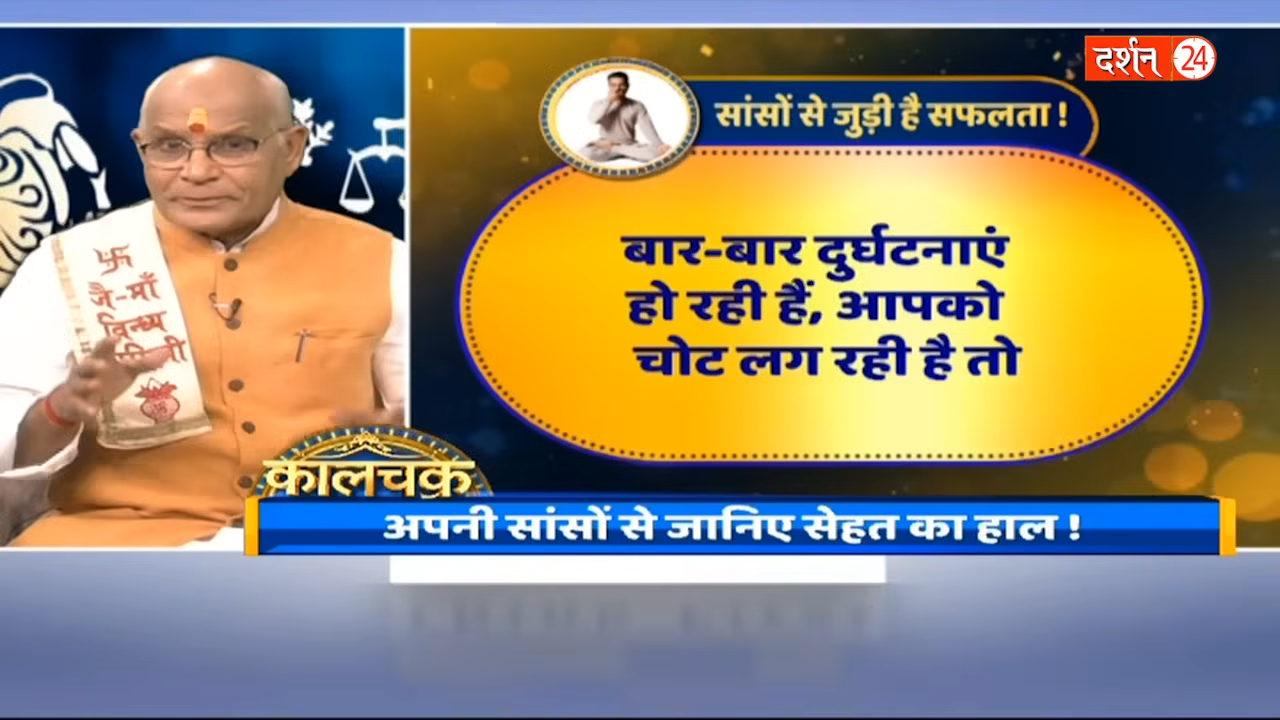 दर्शन 24
सांसों से जुड़ी है सफलता !
बार-बार दुर्घटनाएं
हो रही हैं, आपको
चोट लग रही है तो
जै-माँ
विन्ध्य
कालचक्र
अपनी सांसों से जानिए सेहत का हाल !